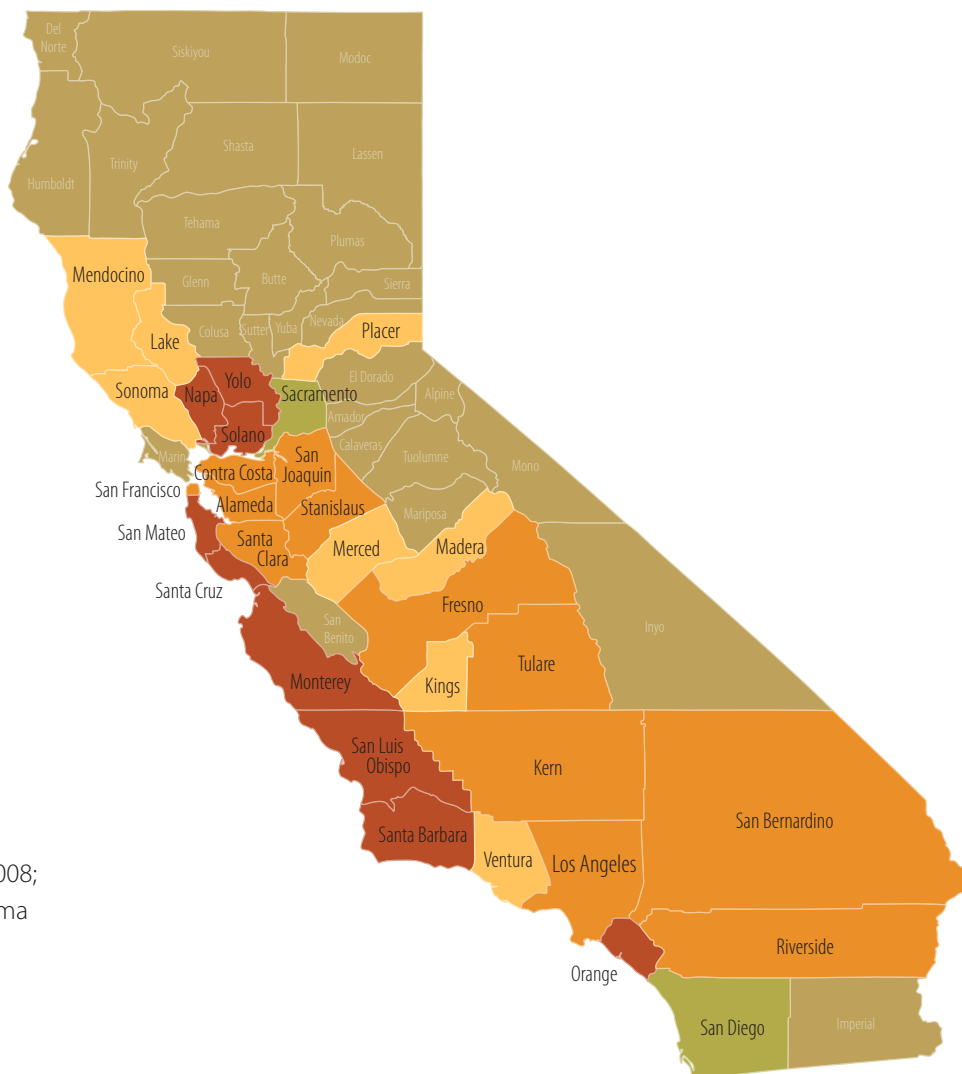 Del
Norte
Siskiyou
Modoc
Humboldt
Trinity
Shasta
Lassen
Tehama
Plumas
Mendocino
Glenn
Butte
Sierra
Lake
Colusa
Sutter
Yuba
Nevada
Placer
Sonoma
Napa
Yolo
Sacramento
El Dorado
Alpine
Solano
Amador
Calaveras
Marin
Contra Costa
San
Joaquin
Tuolumne
Mono
San Francisco
Alameda
Stanislaus
Mariposa
San Mateo
Santa
Clara
Merced
Madera
Santa Cruz
Fresno
San
Benito
Inyo
Monterey
Kings
Tulare
San Luis
Obispo
Kern
San Bernardino
Santa Barbara
Ventura
Los Angeles
008;
ma
Orange
Riverside
San Diego
Imperial